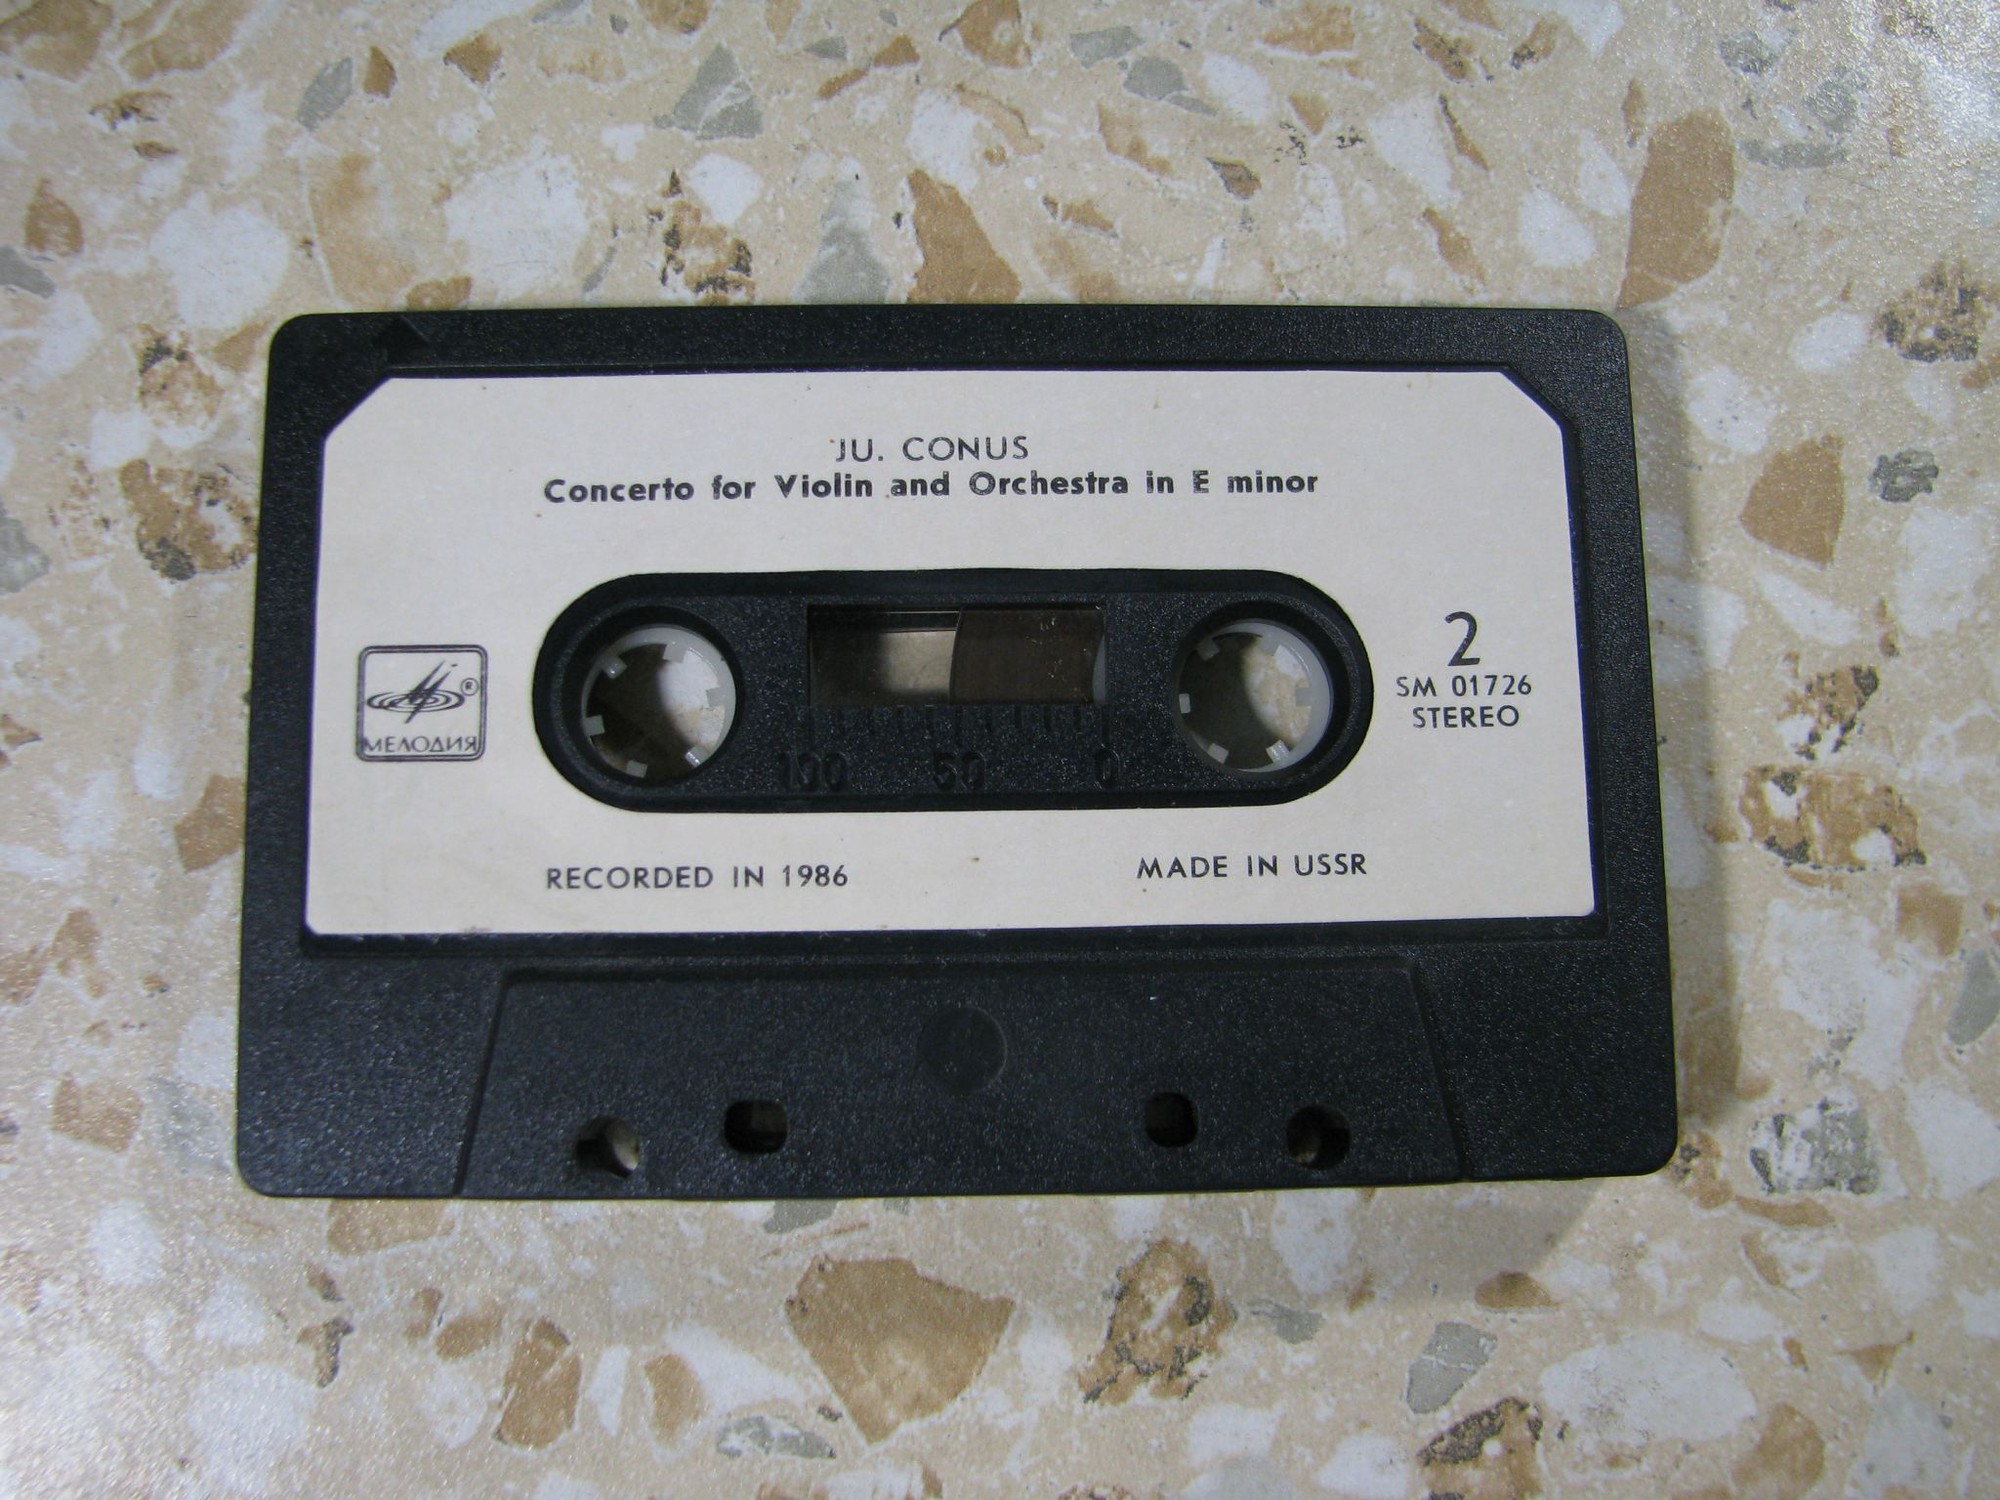 JU. CONUS
Concerto for Violin and Orchestra in E minor
2
SM 01726
STEREO
®
МЕЛОДИЯ
100 50 0
RECORDED IN 1986
MADE IN USSR